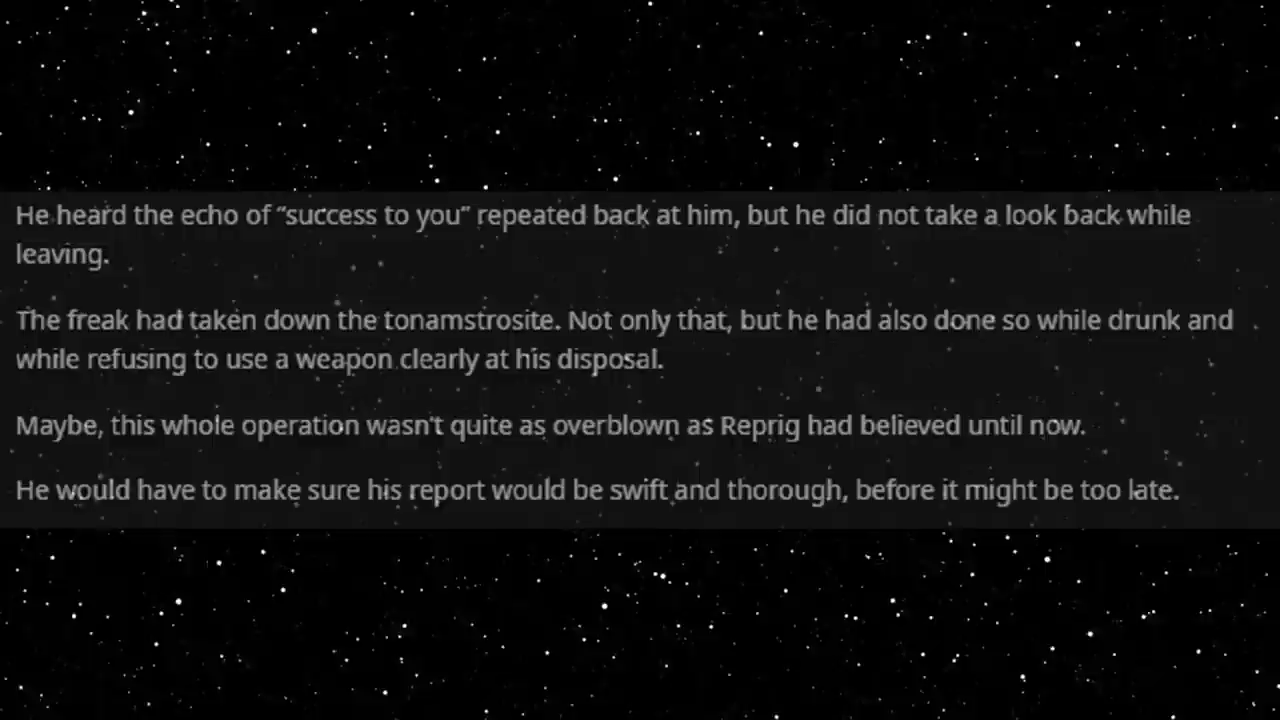 He heard the echo of “success to you” repeated back at him, but he did not take a look back while
leaving.
The freak had taken down the tonamstrosite. Not only that, but he had also done so while drunk and
while refusing to use a weapon clearly at his disposal.
Maybe, this whole operation wasn't quite as overblown as Reprig had believed until now.
He would have to make sure his report would be swift and thorough, before it might be too late.